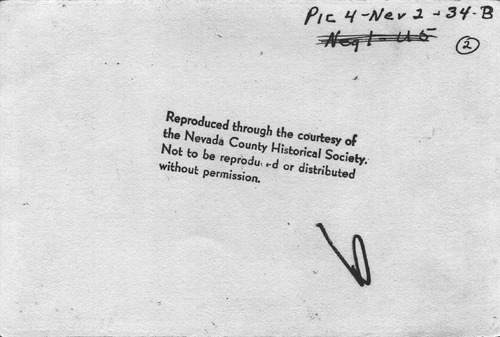 Pic 4-Nev 2-34-B
Neg 1-U5
2
Reproduced through the courtesy of
the Nevada County Historical Society.
Not to be reproduced or distributed
without permission.